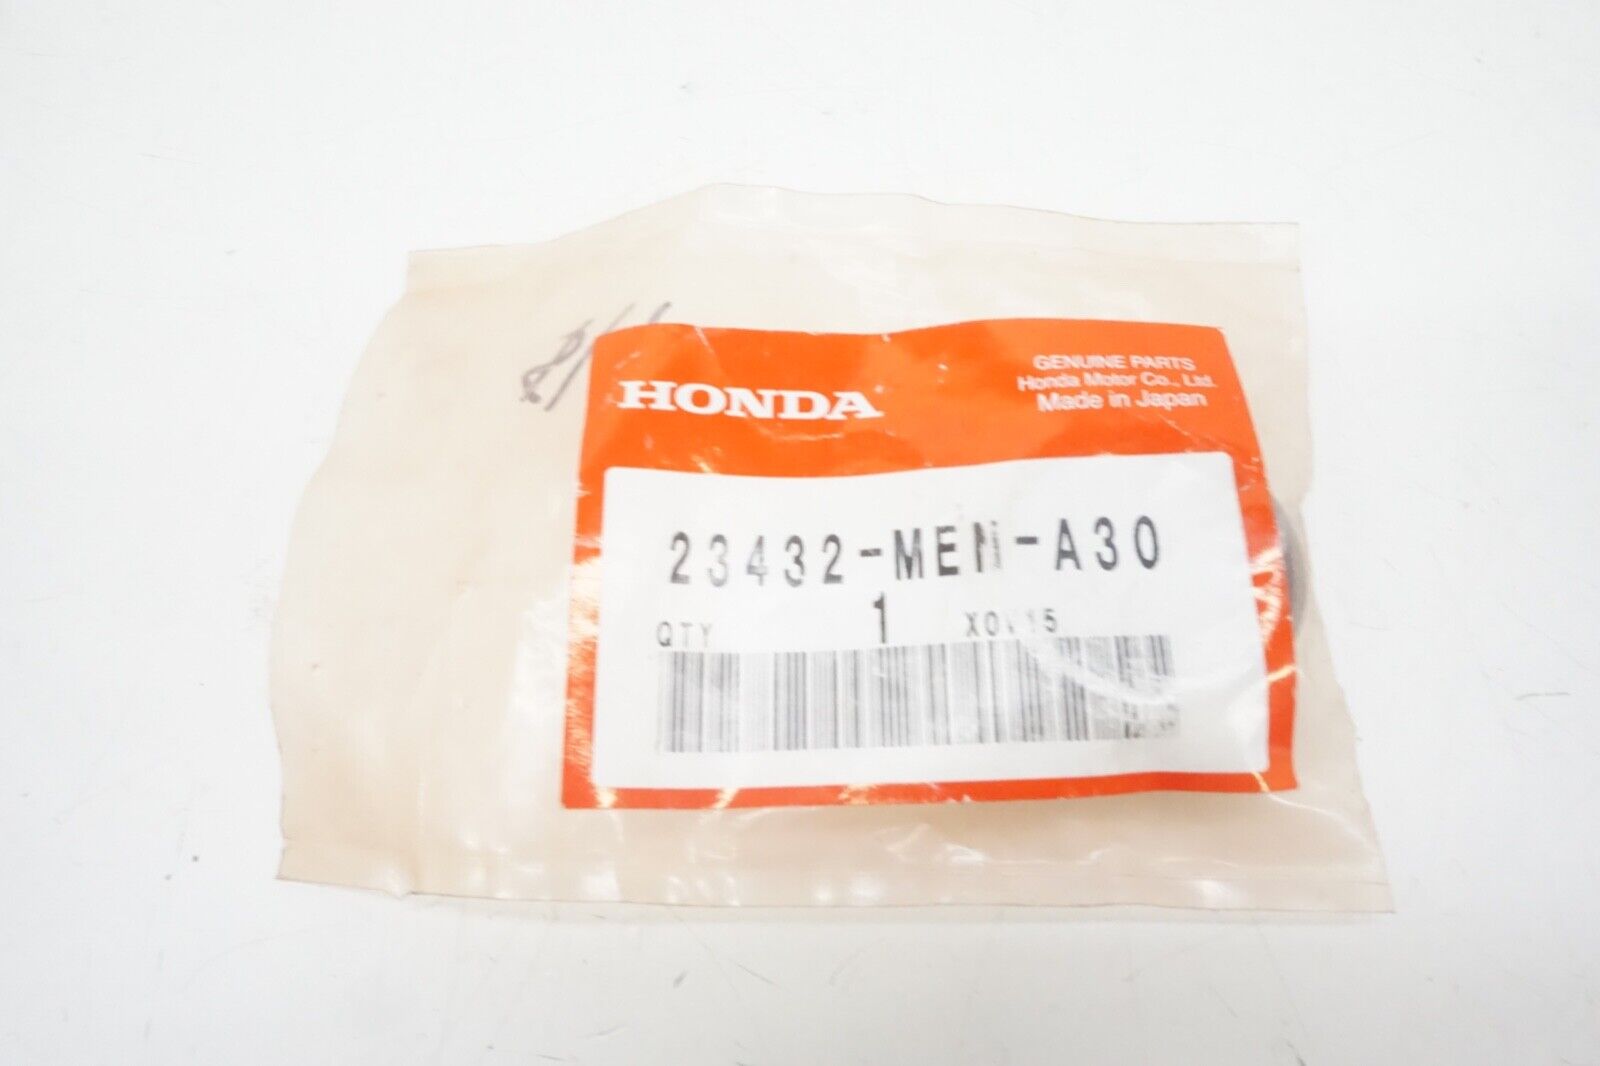 HONDA
GENUINE PARTS
Honda Motor Co., Ltd.
Made in Japan
23432-MEN-A30
QTY 1